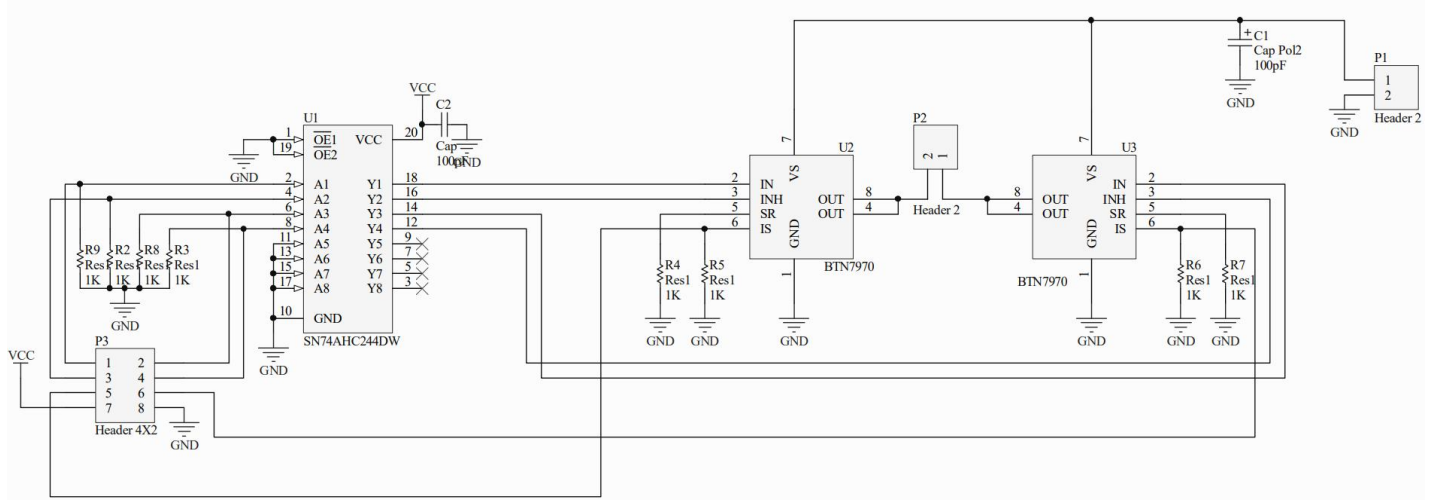 C1
Cap Pol2
100pF
GND
P1
1
2
Header 2
GND
VCC
C2
Cap
100pF
GND
U1
1 OE1 VCC 20
19 OE2
GND
2 A1 Y1 18
4 A2 Y2 16
6 A3 Y3 14
8 A4 Y4 12
11 A5 Y5 9
13 A6 Y6 7
15 A7 Y7 5
17 A8 Y8 3
10 GND
SN74AHC244DW
GND
R9 R2 R8 R3
Res1 Res1 Res1 Res1
1K 1K 1K 1K
GND
P3
VCC
1 2
3 4
5 6
7 8
Header 4X2
GND
U2
7
VS
2 IN
3 INH OUT 8
5 SR OUT 4
6 IS
GND
1
BTN7970
R4 R5
Res1 Res1
1K 1K
GND GND GND
P2
2 1
Header 2
U3
7
VS
IN 2
8 OUT INH 3
4 OUT SR 5
IS 6
GND
1
BTN7970
R6 R7
Res1 Res1
1K 1K
GND GND GND